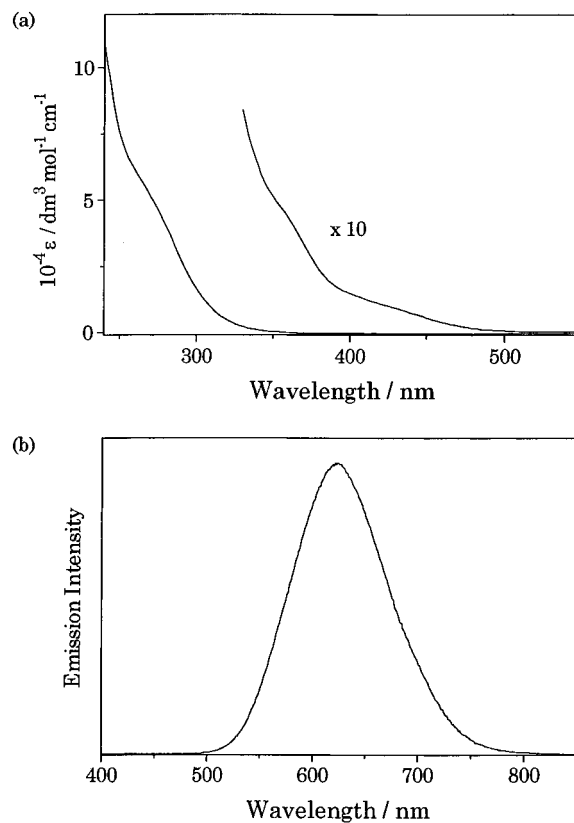 (a)
10
5
0
10⁻⁴ ε / dm³ mol⁻¹ cm⁻¹
x 10
300
400
500
Wavelength / nm
(b)
Emission Intensity
400
500
600
700
800
Wavelength / nm